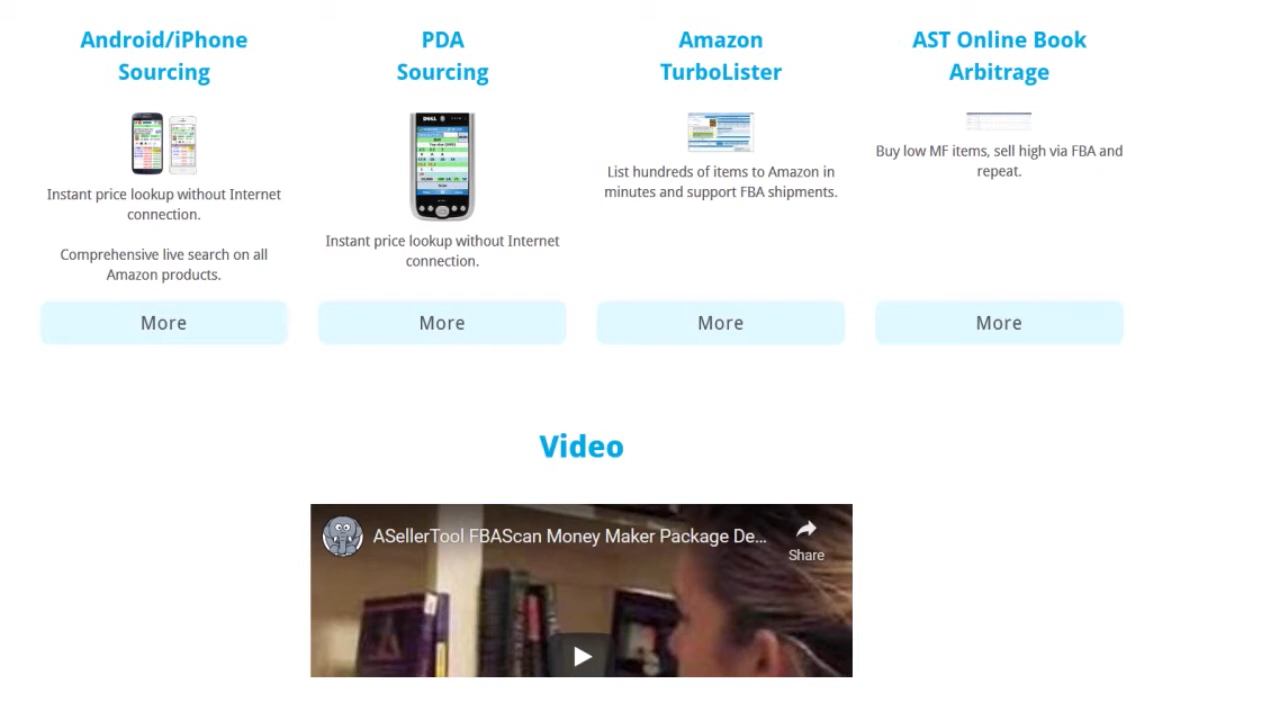 Android/iPhone
Sourcing
Instant price lookup without Internet
connection.
Comprehensive live search on all
Amazon products.
More
PDA
Sourcing
DELL
Instant price lookup without Internet
connection.
More
Amazon
TurboLister
List hundreds of items to Amazon in
minutes and support FBA shipments.
More
AST Online Book
Arbitrage
Buy low MF items, sell high via FBA and
repeat.
More
Video
ASellerTool FBAScan Money Maker Package De...
Share